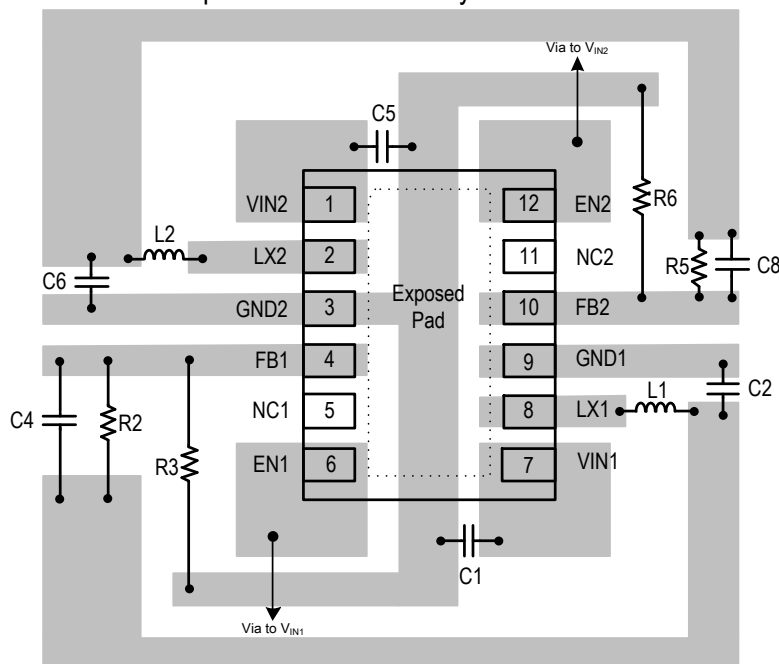 Via to VIN2
C5
VIN2
1
12
EN2
R6
L2
LX2
2
11
NC2
R5
C8
C6
GND2
3
Exposed
Pad
10
FB2
FB1
4
9
GND1
L1
C2
C4
R2
NC1
5
8
LX1
R3
EN1
6
7
VIN1
C1
Via to VIN1